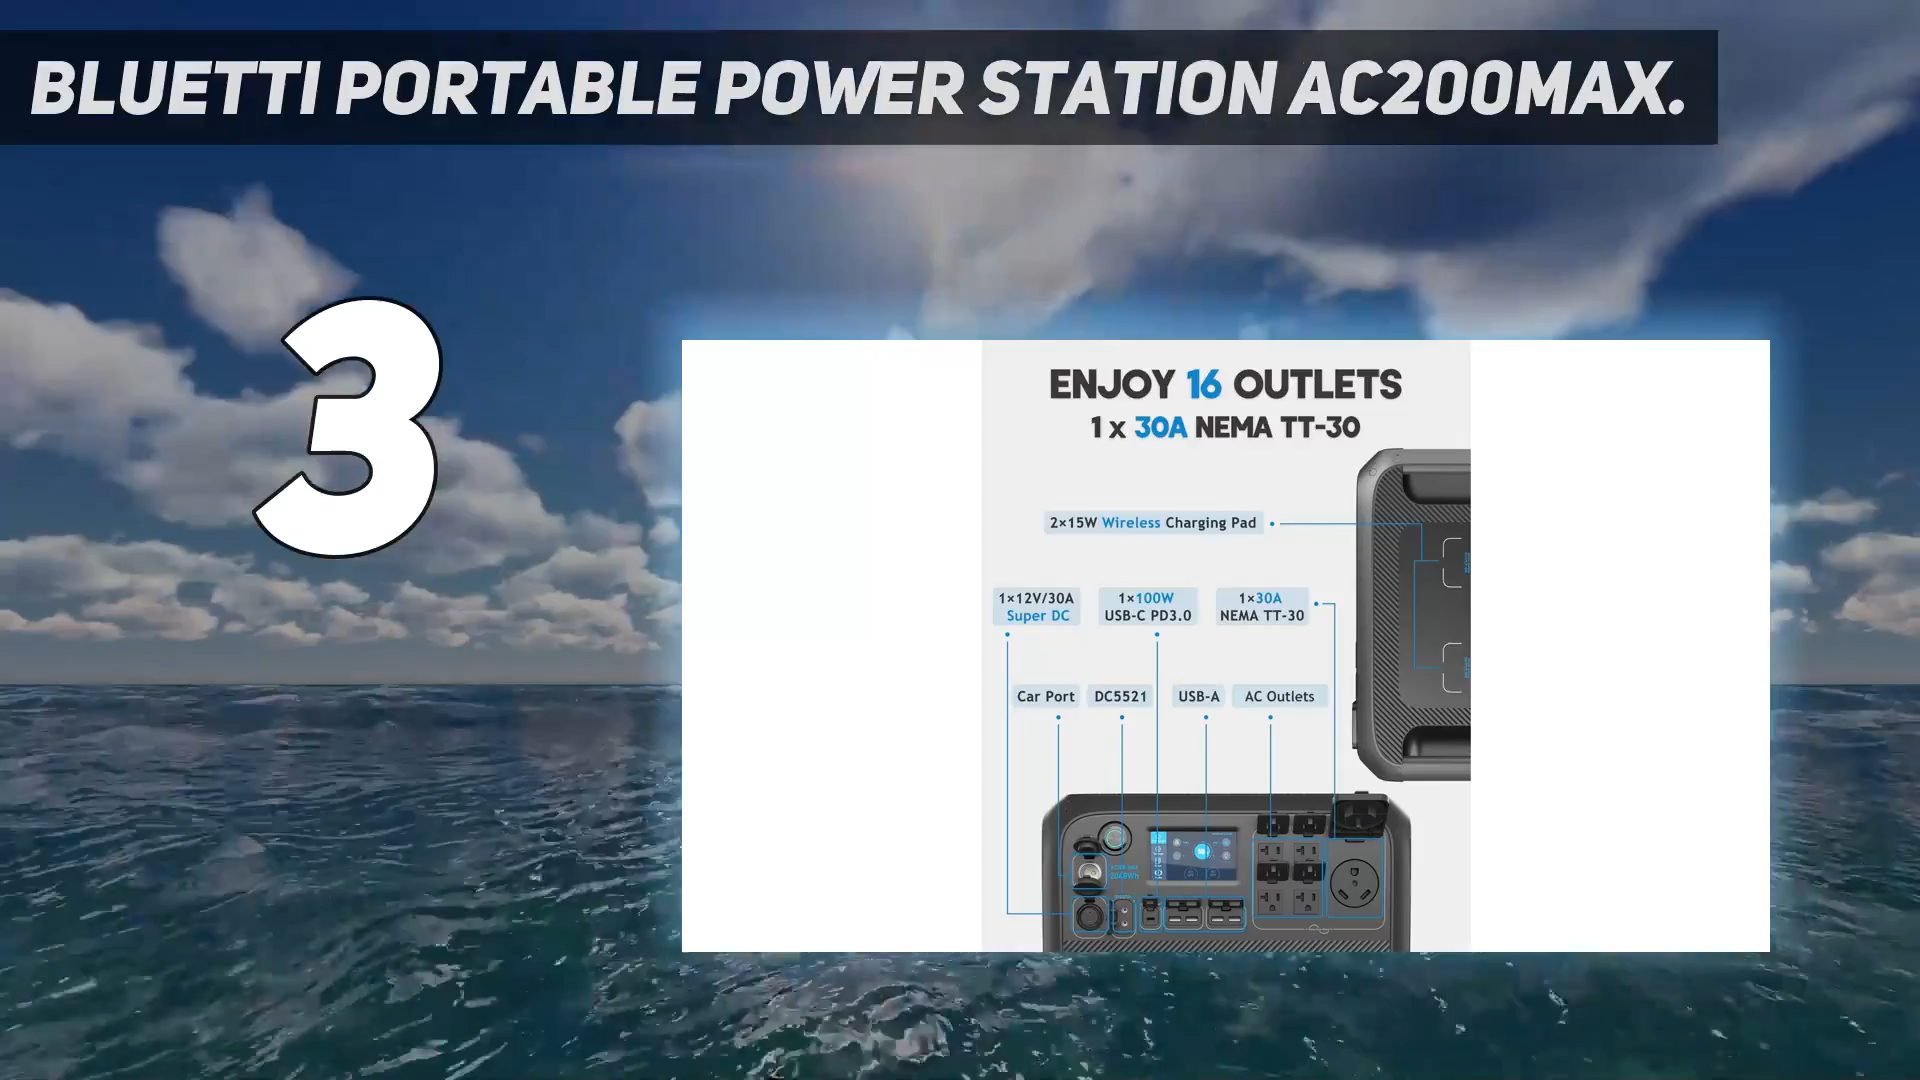 BLUETTI PORTABLE POWER STATION AC200MAX.
3
ENJOY 16 OUTLETS
1 x 30A NEMA TT-30
2×15W Wireless Charging Pad
1×12V/30A
Super DC
1×100W
USB-C PD3.0
1×30A
NEMA TT-30
Car Port
DC5521
USB-A
AC Outlets
2048Wh